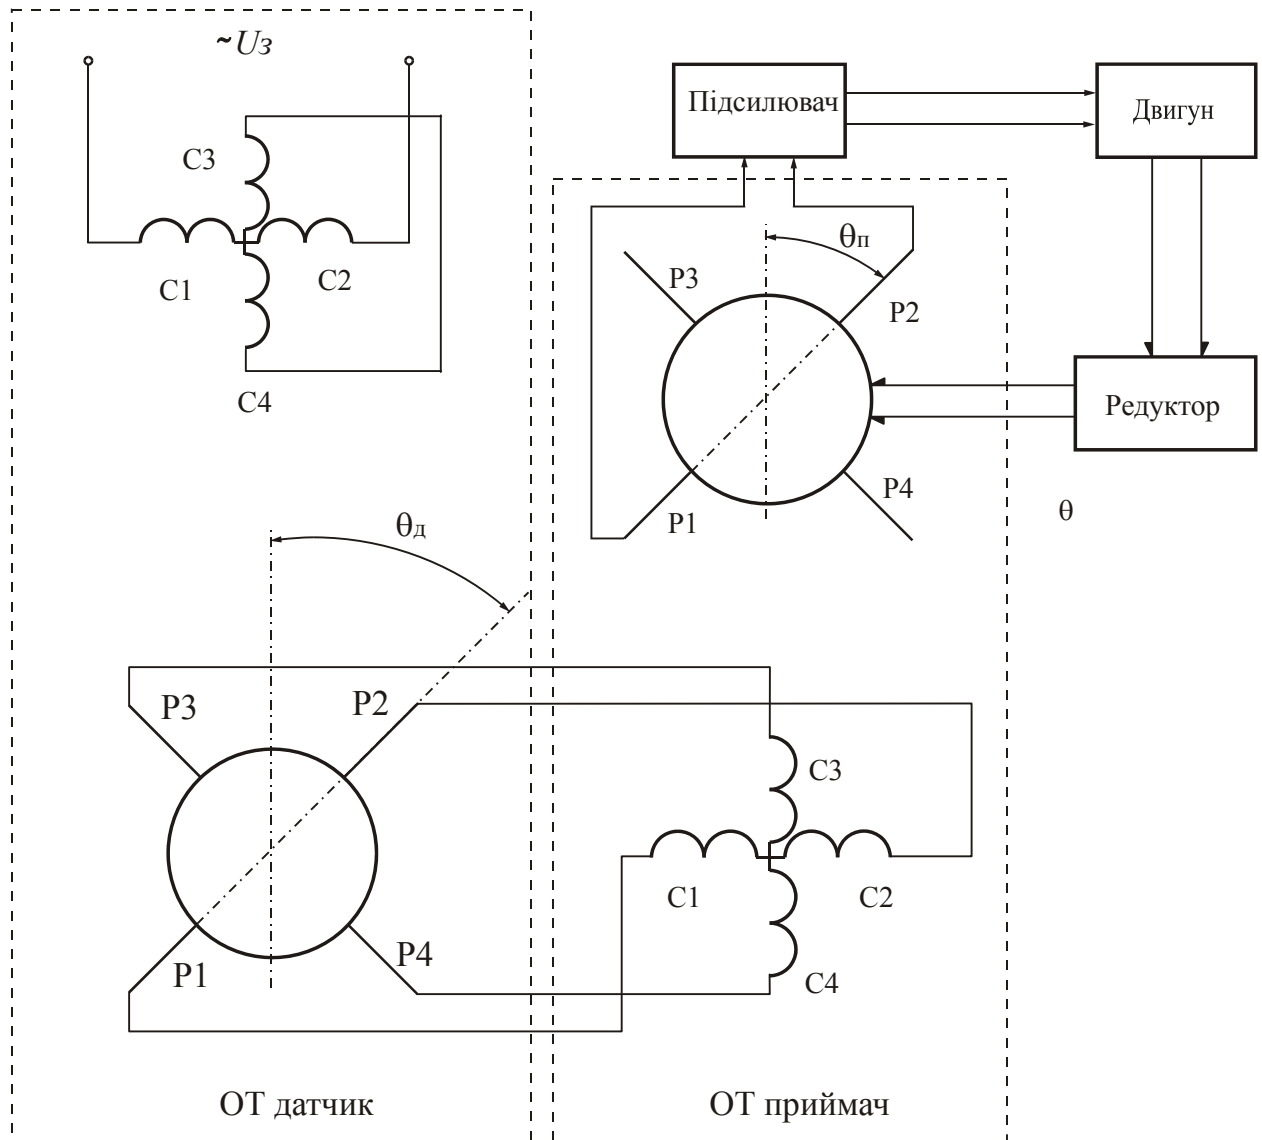 ~Uз
Підсилювач
Двигун
С3
С1
С2
С4
θп
Р3
Р2
Редуктор
Р4
Р1
θ
θд
Р3
Р2
Р1
Р4
С3
С1
С2
С4
ОТ датчик
ОТ приймач